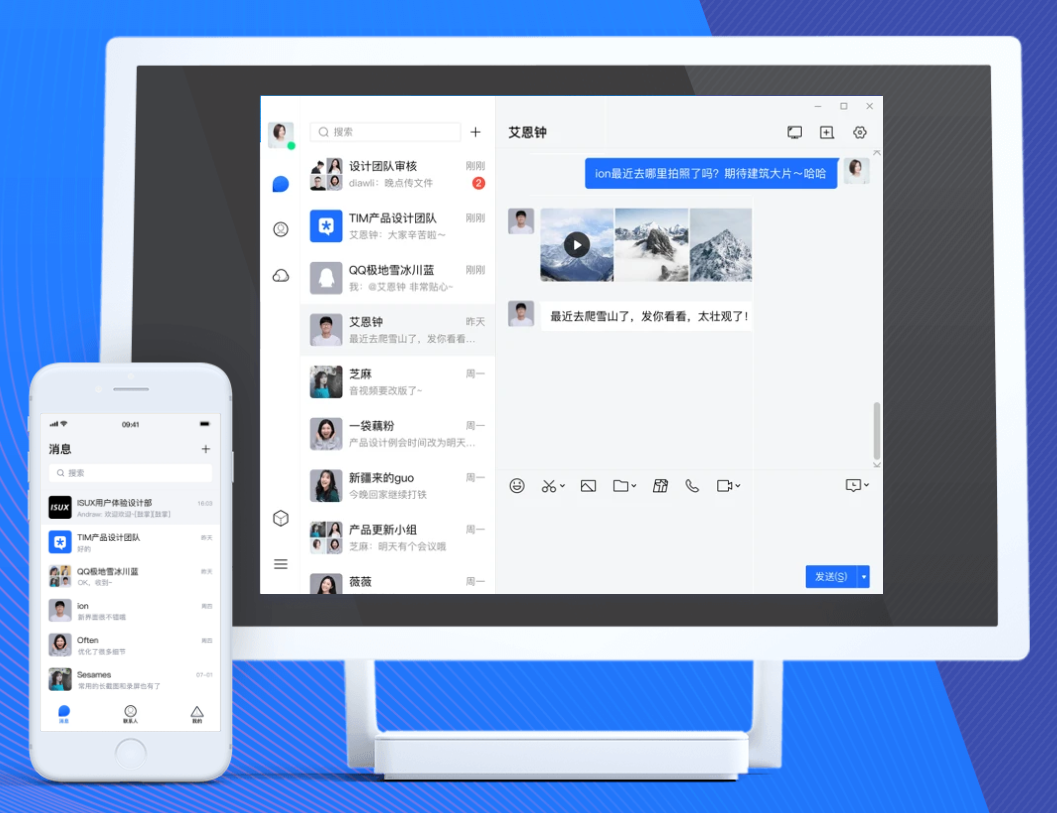 搜索
艾恩钟
设计团队审核
刚刚
diawli：晚点传文件
2
TIM产品设计团队
刚刚
艾恩钟：大家辛苦啦～
QQ极地雪冰川蓝
刚刚
我：@艾恩钟 非常贴心~
艾恩钟
昨天
最近去爬雪山了，发你看看...
芝麻
周一
音视频要改版了~
一袋藕粉
周一
产品设计例会时间改为明天...
新疆来的guo
周一
今晚回家继续打铁
产品更新小组
周一
芝麻：明天有个会议哦
薇薇
周一
ion最近去哪里拍照了吗？期待建筑大片～哈哈
最近去爬雪山了，发你看看，太壮观了!
发送(S)
09:41
消息
搜索
ISUX
ISUX用户体验设计部
16:03
Andraw: 欢迎欢迎~[鼓掌][鼓掌]
TIM产品设计团队
昨天
好的
QQ极地雪冰川蓝
昨天
OK，收到~
ion
周四
新界面很不错哦
Often
周四
优化了很多细节
Sesames
07-01
常用的长截图和录屏也有了
消息
联系人
我的